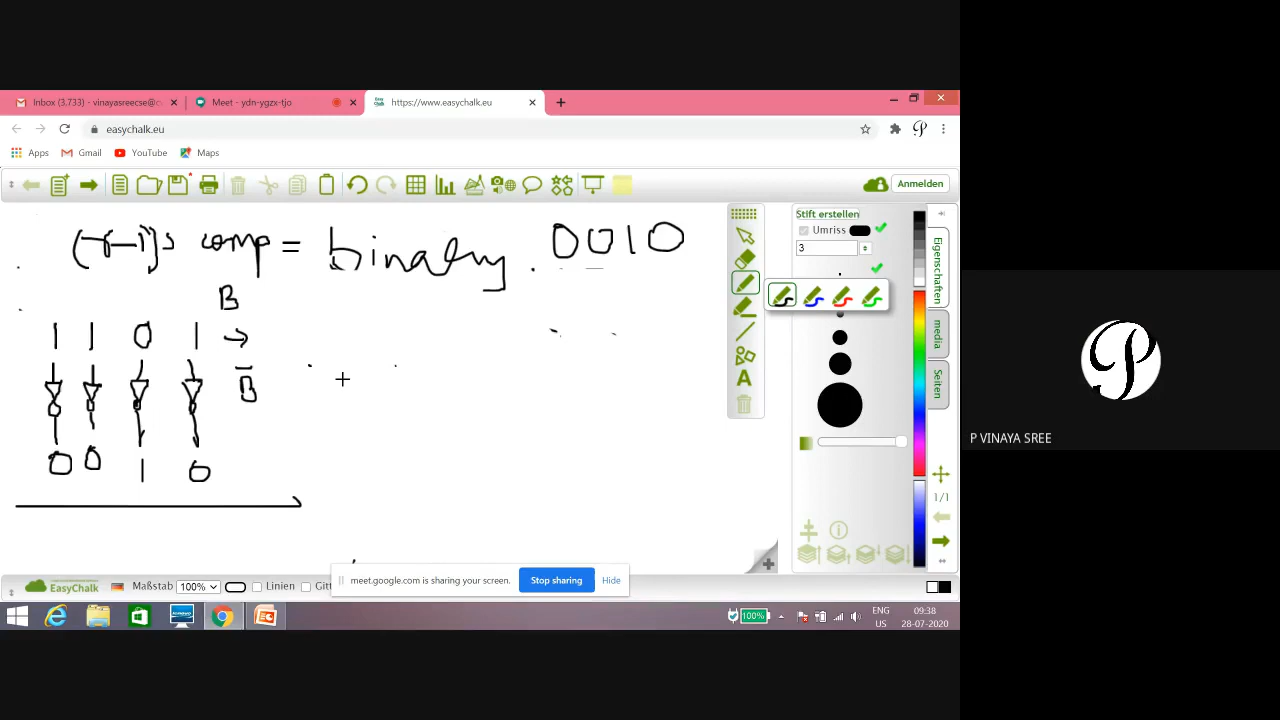 Inbox (3,733) - vinayasreecse@c
Meet - ydn-ygzx-tjo
https://www.easychalk.eu
easychalk.eu
Apps
Gmail
YouTube
Maps
Anmelden
(r-1)'s comp = binary. 0010
B
1 1 0 1 →
B̅
0 0 1 0
Stift erstellen
Umriss
3
Eigenschaften
media
Seiten
1/1
meet.google.com is sharing your screen.
Stop sharing
Hide
EasyChalk
Maßstab
100%
Linien
Gitt
100%
ENG
US
09:38
28-07-2020
P
P VINAYA SREE